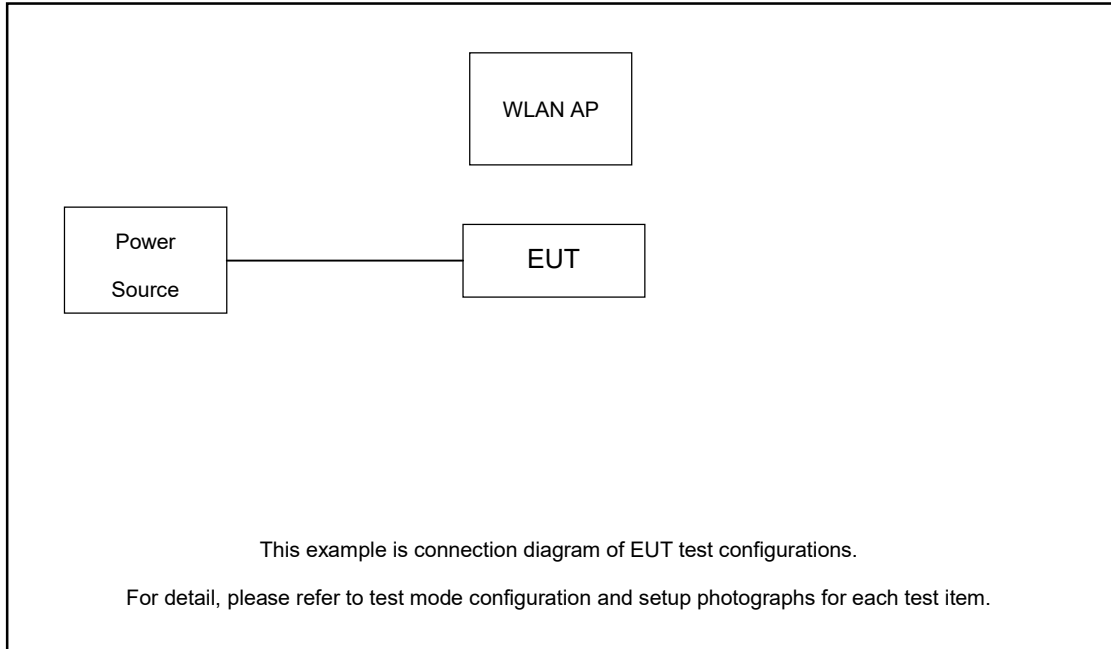 WLAN AP
Power
Source
EUT
This example is connection diagram of EUT test configurations.
For detail, please refer to test mode configuration and setup photographs for each test item.